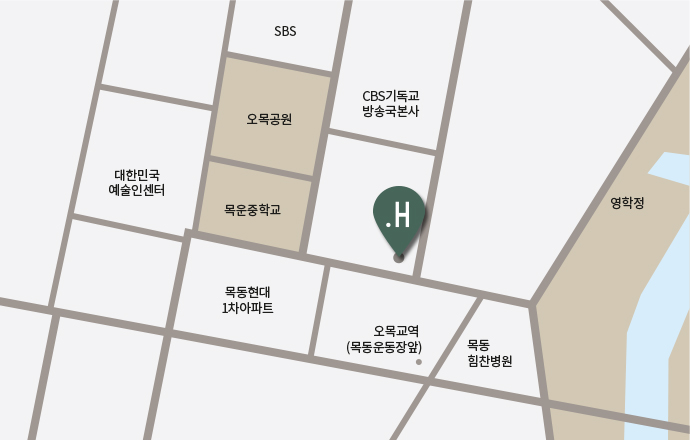 SBS
CBS기독교
방송국본사
오목공원
대한민국
예술인센터
목운중학교
영학정
.H
목동현대
1차아파트
오목교역
(목동운동장앞)
목동
힘찬병원